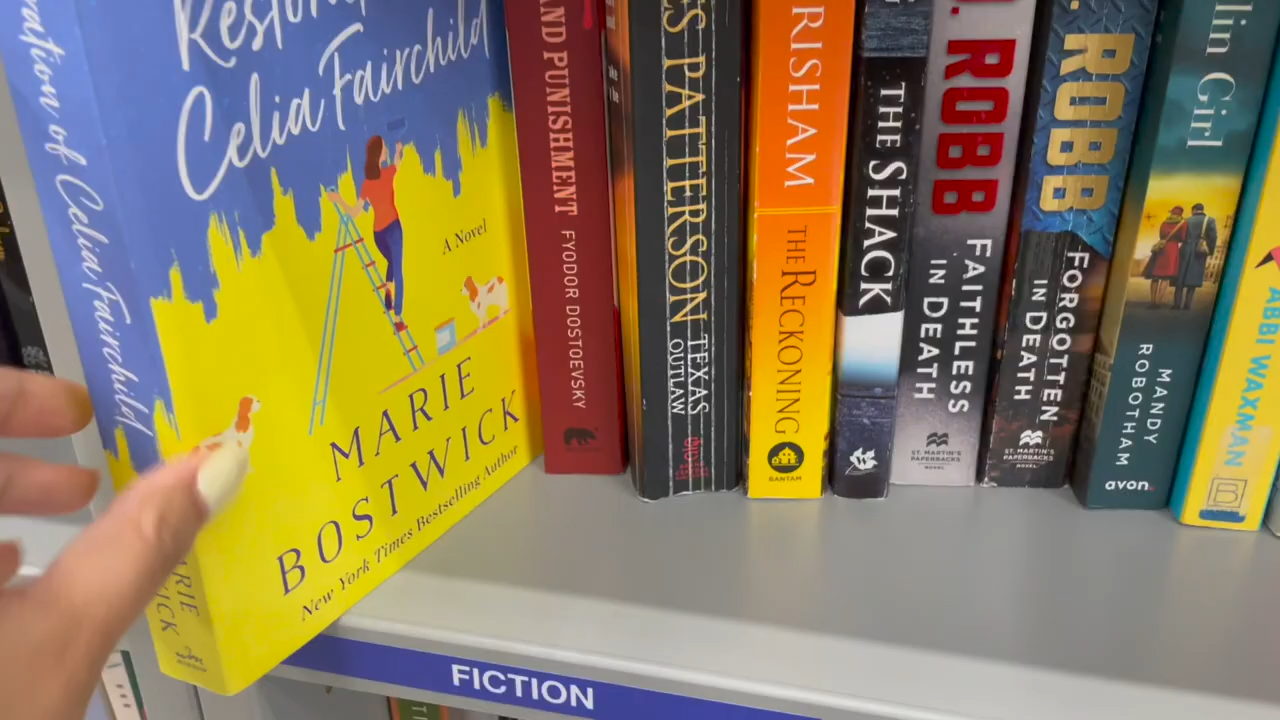 ration of Celia Fairchild
Celia Fairchild
A Novel
MARIE
BOSTWICK
New York Times Bestselling Author
AND PUNISHMENT FYODOR DOSTOEVSKY
S PATTERSON TEXAS
OUTLAW
RISHAM THE RECKONING
BANTAM
THE SHACK
. ROBB FAITHLESS
IN DEATH
ST. MARTIN'S
PAPERBACKS
NOVEL
. ROBB FORGOTTEN
IN DEATH
ST. MARTIN'S
PAPERBACKS
NOVEL
lin Girl
MANDY
ROBOTHAM
avon
ABBI WAXMAN
B
FICTION